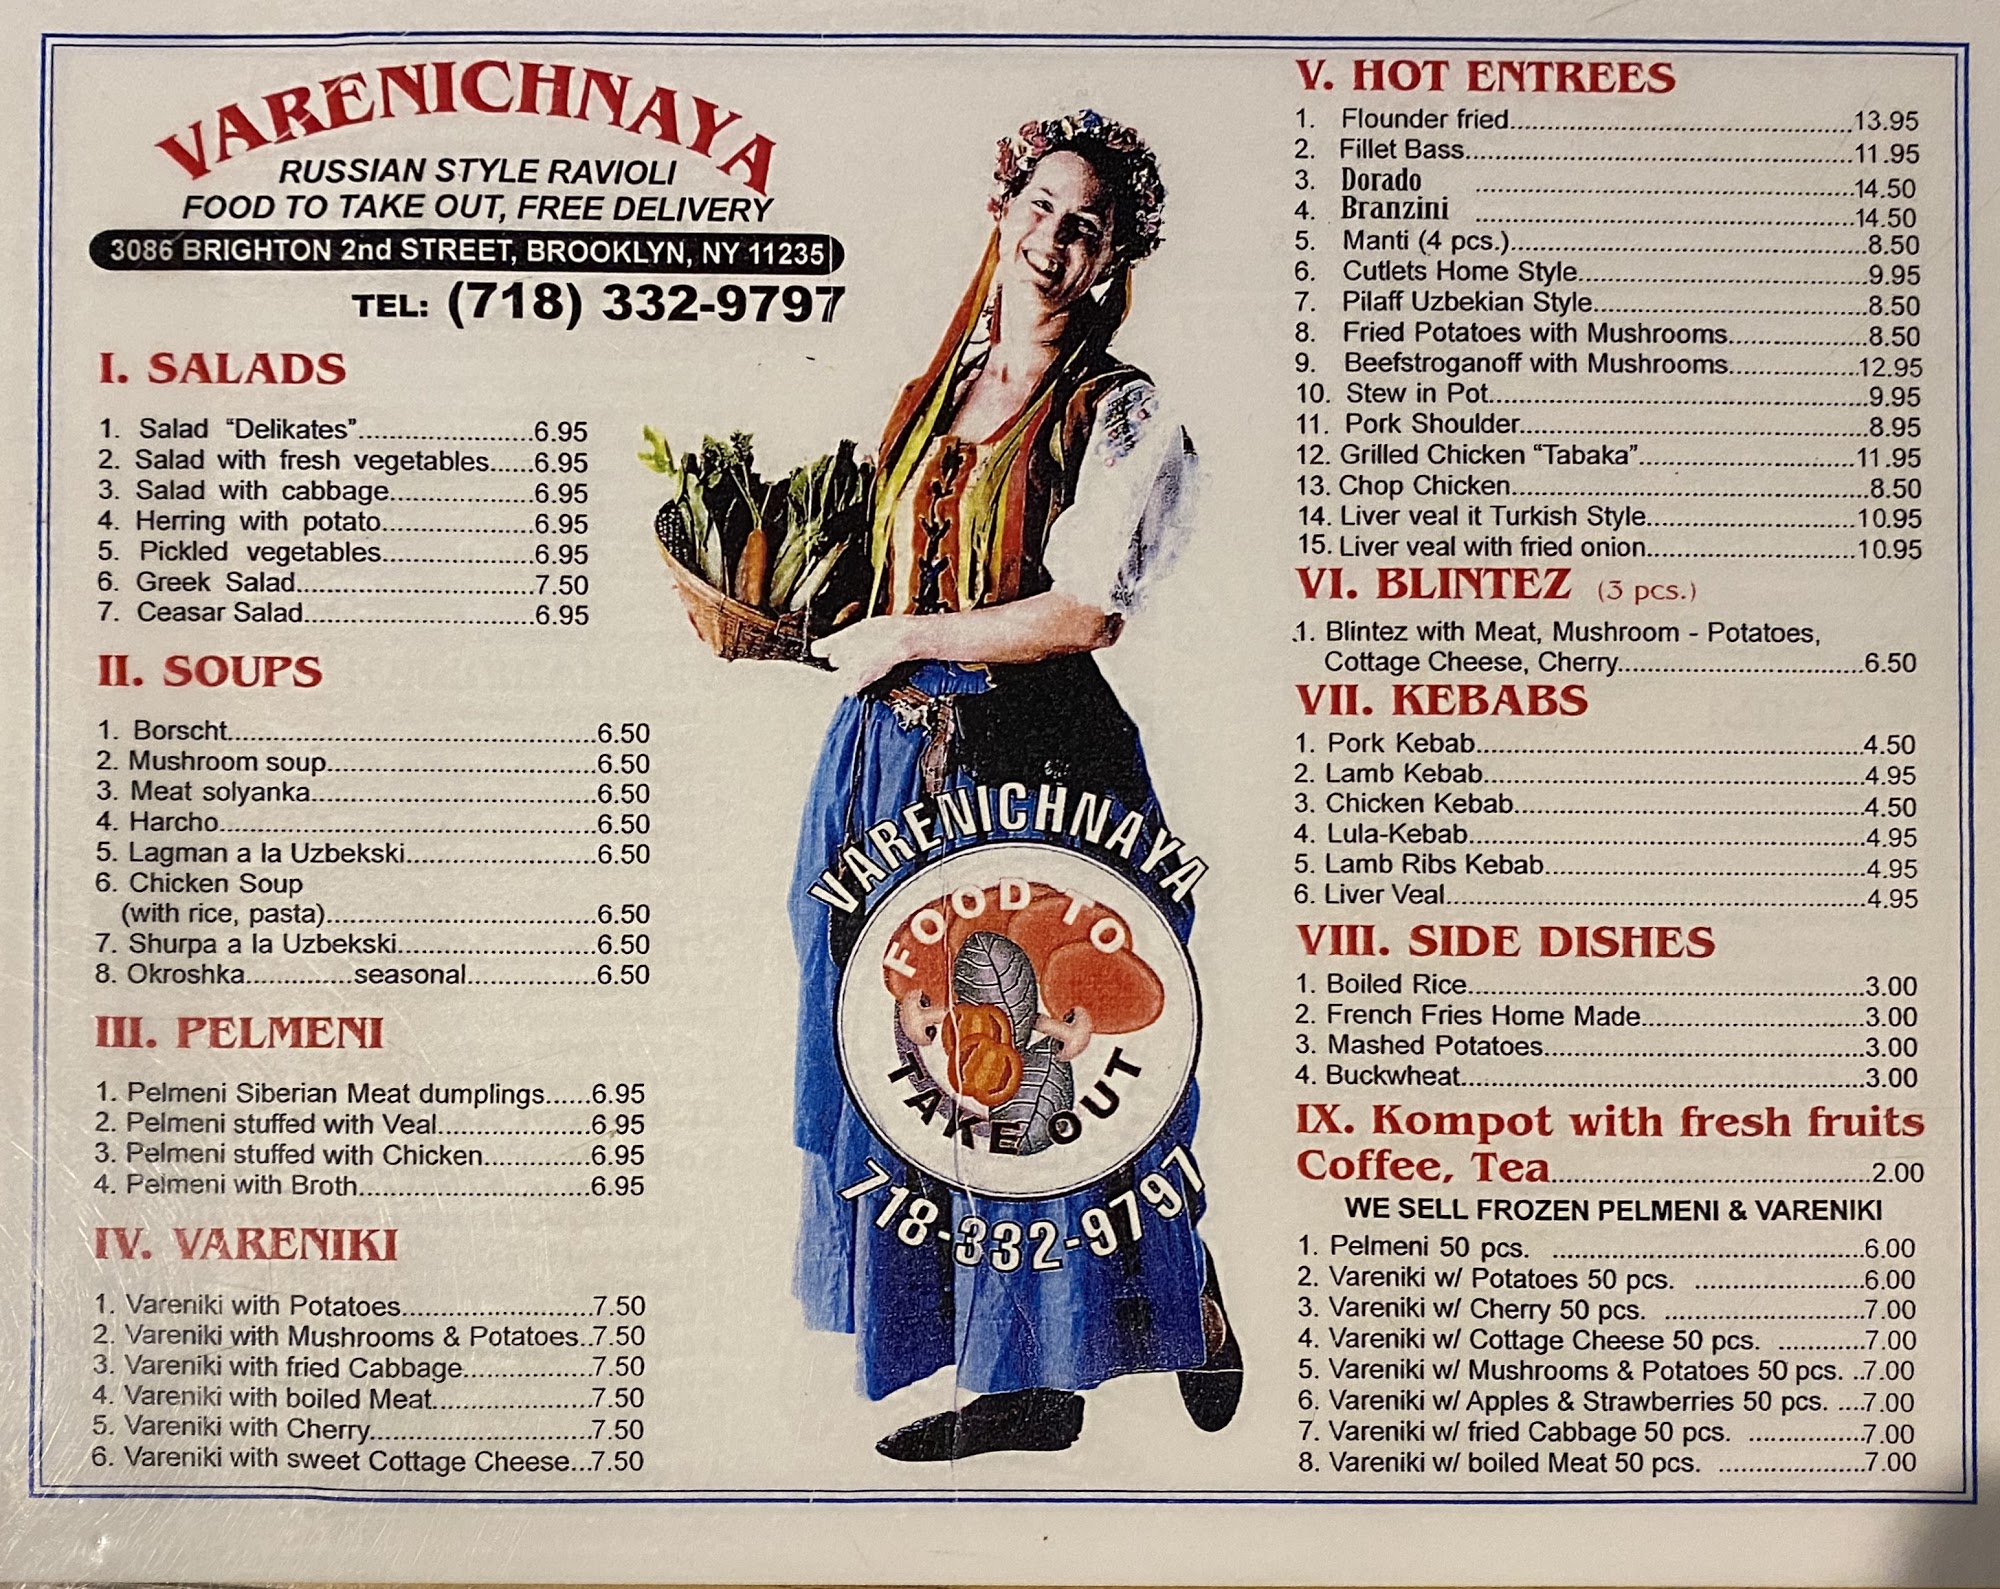 VARENICHNAYA
RUSSIAN STYLE RAVIOLI
FOOD TO TAKE OUT, FREE DELIVERY
3086 BRIGHTON 2nd STREET, BROOKLYN, NY 11235
TEL: (718) 332-9797
I. SALADS
1. Salad "Delikates"......................6.95
2. Salad with fresh vegetables......6.95
3. Salad with cabbage..................6.95
4. Herring with potato...................6.95
5. Pickled vegetables...................6.95
6. Greek Salad..............................7.50
7. Ceasar Salad.............................6.95
II. SOUPS
1. Borscht...............................................6.50
2. Mushroom soup..................................6.50
3. Meat solyanka....................................6.50
4. Harcho................................................6.50
5. Lagman a la Uzbekski........................6.50
6. Chicken Soup
(with rice, pasta)..................................6.50
7. Shurpa a la Uzbekski.........................6.50
8. Okroshka..............seasonal.................6.50
III. PELMENI
1. Pelmeni Siberian Meat dumplings......6.95
2. Pelmeni stuffed with Veal....................6.95
3. Pelmeni stuffed with Chicken..............6.95
4. Pelmeni with Broth..............................6.95
IV. VARENIKI
1. Vareniki with Potatoes.........................7.50
2. Vareniki with Mushrooms & Potatoes..7.50
3. Vareniki with fried Cabbage.................7.50
4. Vareniki with boiled Meat.....................7.50
5. Vareniki with Cherry.............................7.50
6. Vareniki with sweet Cottage Cheese...7.50
VARENICHNAYA
FOOD TO
TAKE OUT
718-332-9797
V. HOT ENTREES
1. Flounder fried.............................................13.95
2. Fillet Bass...................................................11.95
3. Dorado ..................................................14.50
4. Branzini ..................................................14.50
5. Manti (4 pcs.)...............................................8.50
6. Cutlets Home Style......................................9.95
7. Pilaff Uzbekian Style....................................8.50
8. Fried Potatoes with Mushrooms..................8.50
9. Beefstroganoff with Mushrooms.................12.95
10. Stew in Pot..................................................9.95
11. Pork Shoulder..............................................8.95
12. Grilled Chicken "Tabaka"............................11.95
13. Chop Chicken...............................................8.50
14. Liver veal it Turkish Style...........................10.95
15. Liver veal with fried onion...........................10.95
VI. BLINTEZ (3 pcs.)
1. Blintez with Meat, Mushroom - Potatoes,
Cottage Cheese, Cherry................................6.50
VII. KEBABS
1. Pork Kebab...................................................4.50
2. Lamb Kebab..................................................4.95
3. Chicken Kebab..............................................4.50
4. Lula-Kebab....................................................4.95
5. Lamb Ribs Kebab..........................................4.95
6. Liver Veal.......................................................4.95
VIII. SIDE DISHES
1. Boiled Rice....................................................3.00
2. French Fries Home Made.............................3.00
3. Mashed Potatoes..........................................3.00
4. Buckwheat.....................................................3.00
IX. Kompot with fresh fruits
Coffee, Tea..........................................2.00
WE SELL FROZEN PELMENI & VARENIKI
1. Pelmeni 50 pcs. .........................................6.00
2. Vareniki w/ Potatoes 50 pcs. ......................6.00
3. Vareniki w/ Cherry 50 pcs. ..........................7.00
4. Vareniki w/ Cottage Cheese 50 pcs. ...........7.00
5. Vareniki w/ Mushrooms & Potatoes 50 pcs. ..7.00
6. Vareniki w/ Apples & Strawberries 50 pcs. ....7.00
7. Vareniki w/ fried Cabbage 50 pcs. ...............7.00
8. Vareniki w/ boiled Meat 50 pcs. ...................7.00